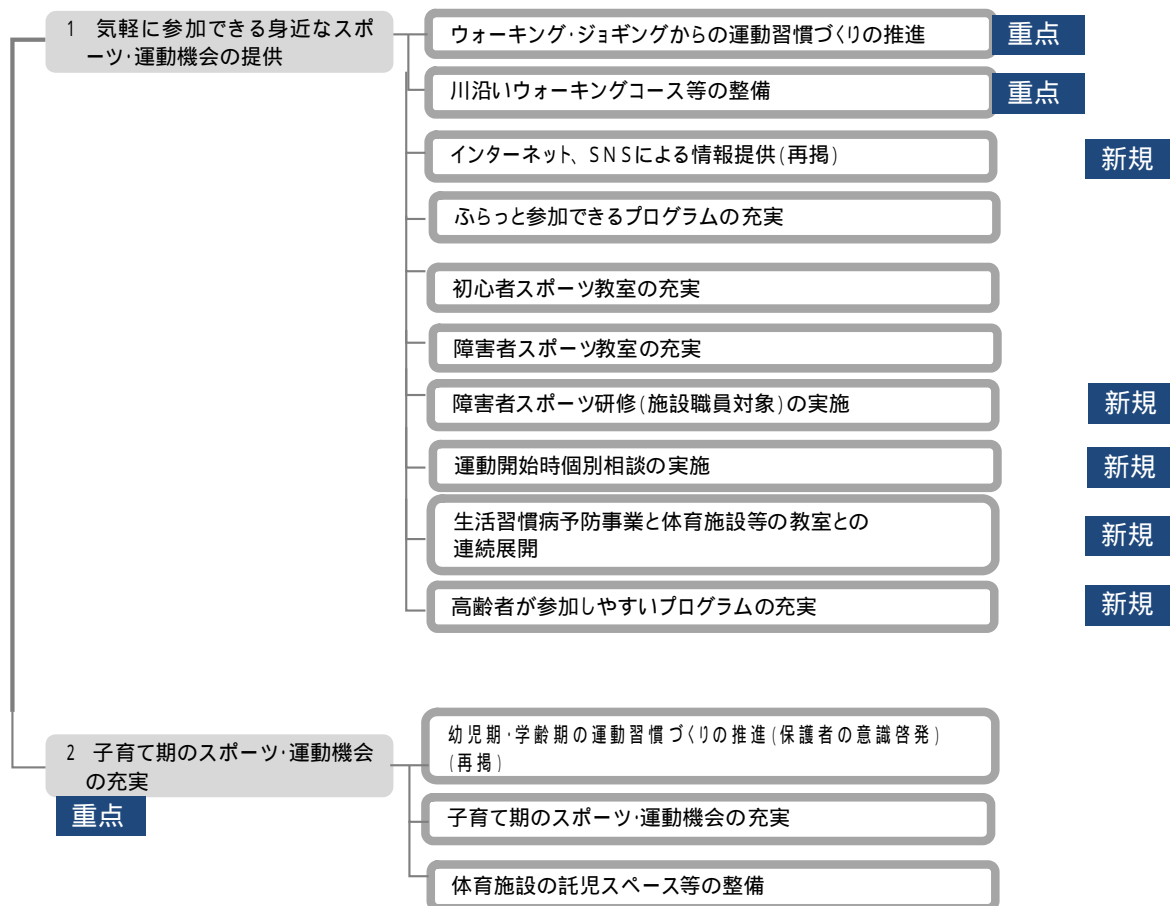 1 気軽に参加できる身近なスポ
ーツ・運動機会の提供
ウォーキング・ジョギングからの運動習慣づくりの推進
重点
川沿いウォーキングコース等の整備
重点
インターネット、SNSによる情報提供(再掲)
新規
ふらっと参加できるプログラムの充実
初心者スポーツ教室の充実
障害者スポーツ教室の充実
障害者スポーツ研修(施設職員対象)の実施
新規
運動開始時個別相談の実施
新規
生活習慣病予防事業と体育施設等の教室との
連続展開
新規
高齢者が参加しやすいプログラムの充実
新規
2 子育て期のスポーツ・運動機会
の充実
重点
幼児期・学齢期の運動習慣づくりの推進(保護者の意識啓発)
(再掲)
子育て期のスポーツ・運動機会の充実
体育施設の託児スペース等の整備